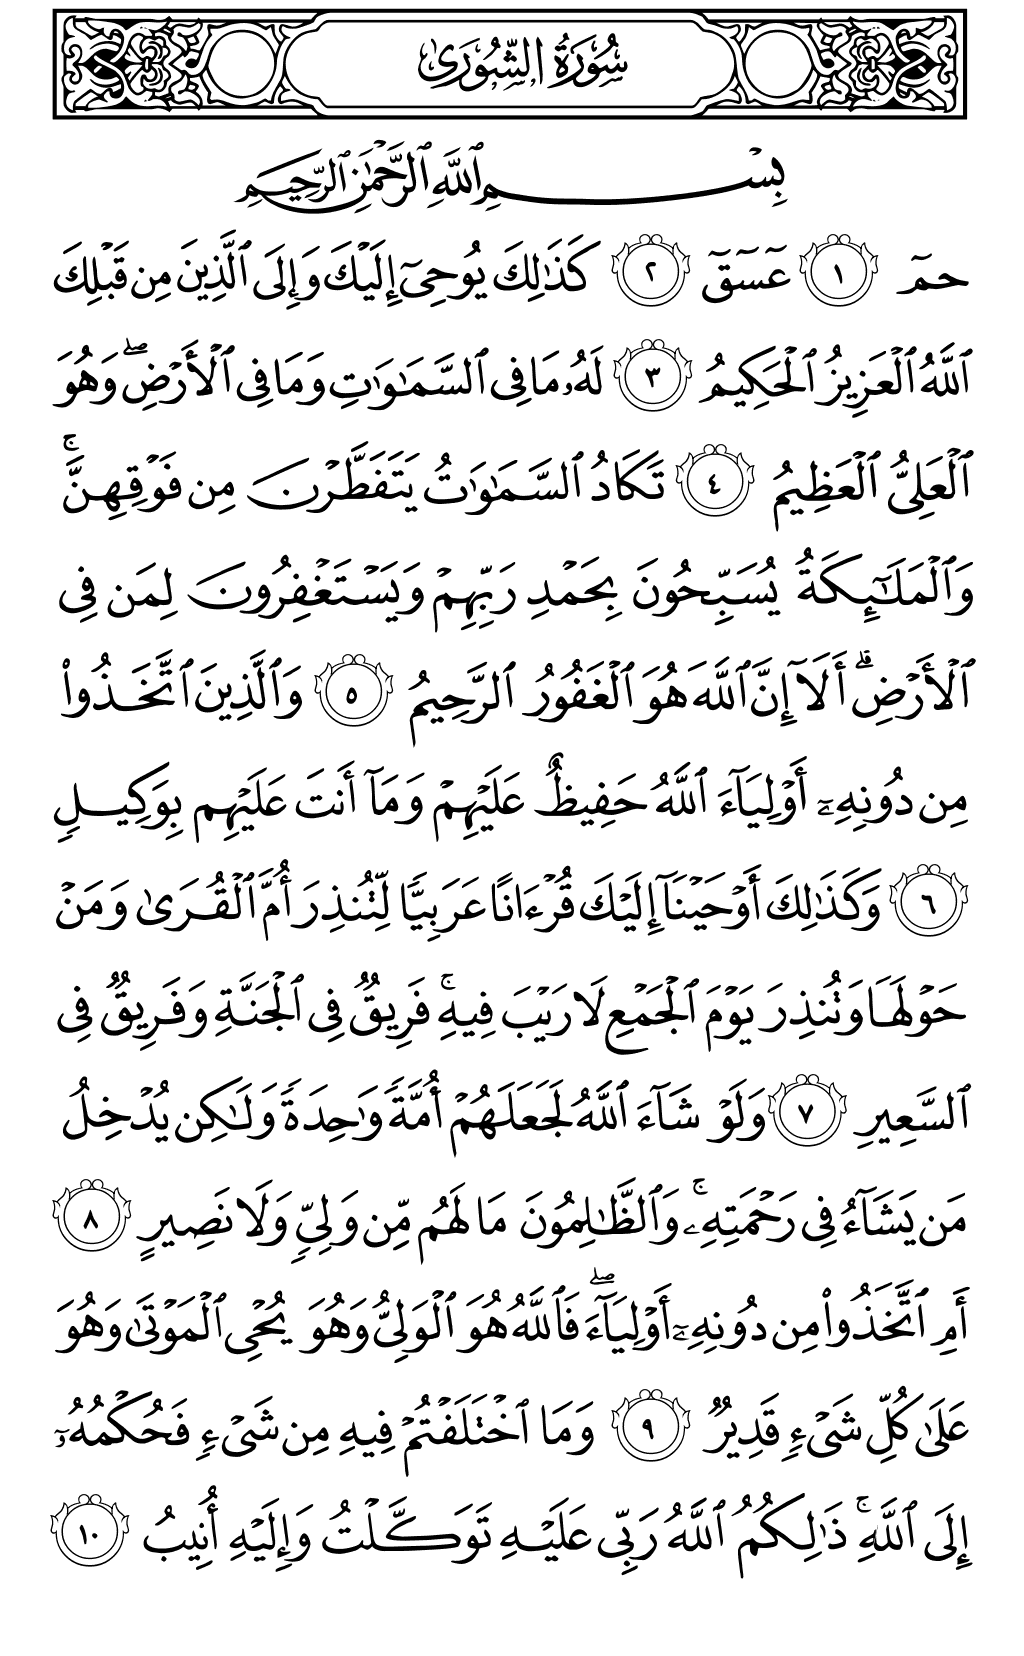 سُورَةُ الشُّورَىٰ
بِسْمِ ٱللَّهِ ٱلرَّحْمَٰنِ ٱلرَّحِيمِ
حمٓ ١ عٓسٓقٓ ٢ كَذَٰلِكَ يُوحِىٓ إِلَيْكَ وَإِلَى ٱلَّذِينَ مِن قَبْلِكَ
ٱللَّهُ ٱلْعَزِيزُ ٱلْحَكِيمُ ٣ لَهُۥ مَا فِى ٱلسَّمَٰوَٰتِ وَمَا فِى ٱلْأَرْضِ ۖ وَهُوَ
ٱلْعَلِىُّ ٱلْعَظِيمُ ٤ تَكَادُ ٱلسَّمَٰوَٰتُ يَتَفَطَّرْنَ مِن فَوْقِهِنَّ ۚ
وَٱلْمَلَٰٓئِكَةُ يُسَبِّحُونَ بِحَمْدِ رَبِّهِمْ وَيَسْتَغْفِرُونَ لِمَن فِى
ٱلْأَرْضِ ۗ أَلَآ إِنَّ ٱللَّهَ هُوَ ٱلْغَفُورُ ٱلرَّحِيمُ ٥ وَٱلَّذِينَ ٱتَّخَذُوا۟
مِن دُونِهِۦٓ أَوْلِيَآءَ ٱللَّهُ حَفِيظٌ عَلَيْهِمْ وَمَآ أَنتَ عَلَيْهِم بِوَكِيلٍ
٦ وَكَذَٰلِكَ أَوْحَيْنَآ إِلَيْكَ قُرْءَانًا عَرَبِيًّا لِّتُنذِرَ أُمَّ ٱلْقُرَىٰ وَمَنْ
حَوْلَهَا وَتُنذِرَ يَوْمَ ٱلْجَمْعِ لَا رَيْبَ فِيهِ ۚ فَرِيقٌ فِى ٱلْجَنَّةِ وَفَرِيقٌ فِى
ٱلسَّعِيرِ ٧ وَلَوْ شَآءَ ٱللَّهُ لَجَعَلَهُمْ أُمَّةً وَٰحِدَةً وَلَٰكِن يُدْخِلُ
مَن يَشَآءُ فِى رَحْمَتِهِۦ ۚ وَٱلظَّٰلِمُونَ مَا لَهُم مِّن وَلِىٍّ وَلَا نَصِيرٍ ٨
أَمِ ٱتَّخَذُوا۟ مِن دُونِهِۦٓ أَوْلِيَآءَ ۖ فَٱللَّهُ هُوَ ٱلْوَلِىُّ وَهُوَ يُحْىِ ٱلْمَوْتَىٰ وَهُوَ
عَلَىٰ كُلِّ شَىْءٍ قَدِيرٌ ٩ وَمَا ٱخْتَلَفْتُمْ فِيهِ مِن شَىْءٍ فَحُكْمُهُۥٓ
إِلَى ٱللَّهِ ۚ ذَٰلِكُمُ ٱللَّهُ رَبِّى عَلَيْهِ تَوَكَّلْتُ وَإِلَيْهِ أُنِيبُ ١٠